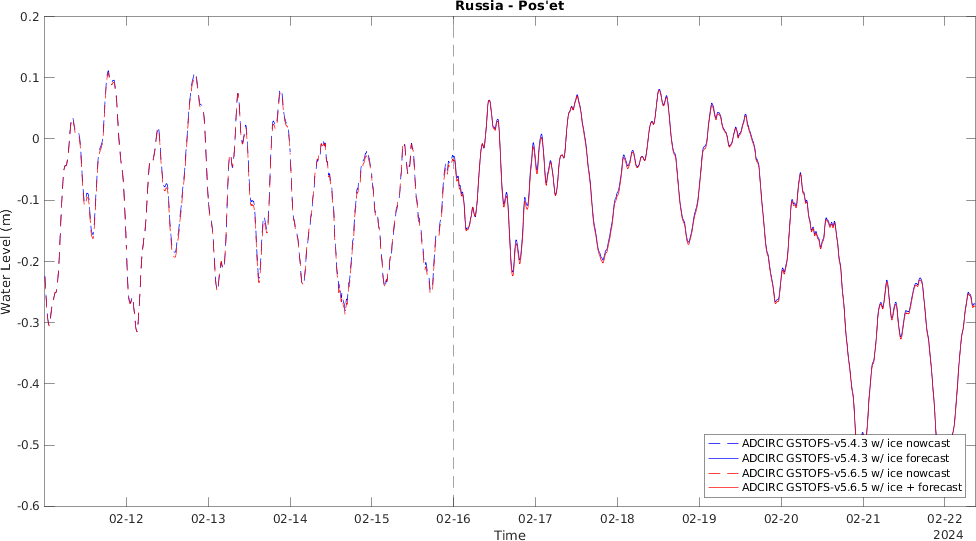 Russia - Pos'et
0.2
0.1
0
-0.1
-0.2
-0.3
-0.4
-0.5
-0.6
Water Level (m)
ADCIRC GSTOFS-v5.4.3 w/ ice nowcast
ADCIRC GSTOFS-v5.4.3 w/ ice forecast
ADCIRC GSTOFS-v5.6.5 w/ ice nowcast
ADCIRC GSTOFS-v5.6.5 w/ ice + forecast
02-12 02-13 02-14 02-15 02-16 02-17 02-18 02-19 02-20 02-21 02-22
Time
2024